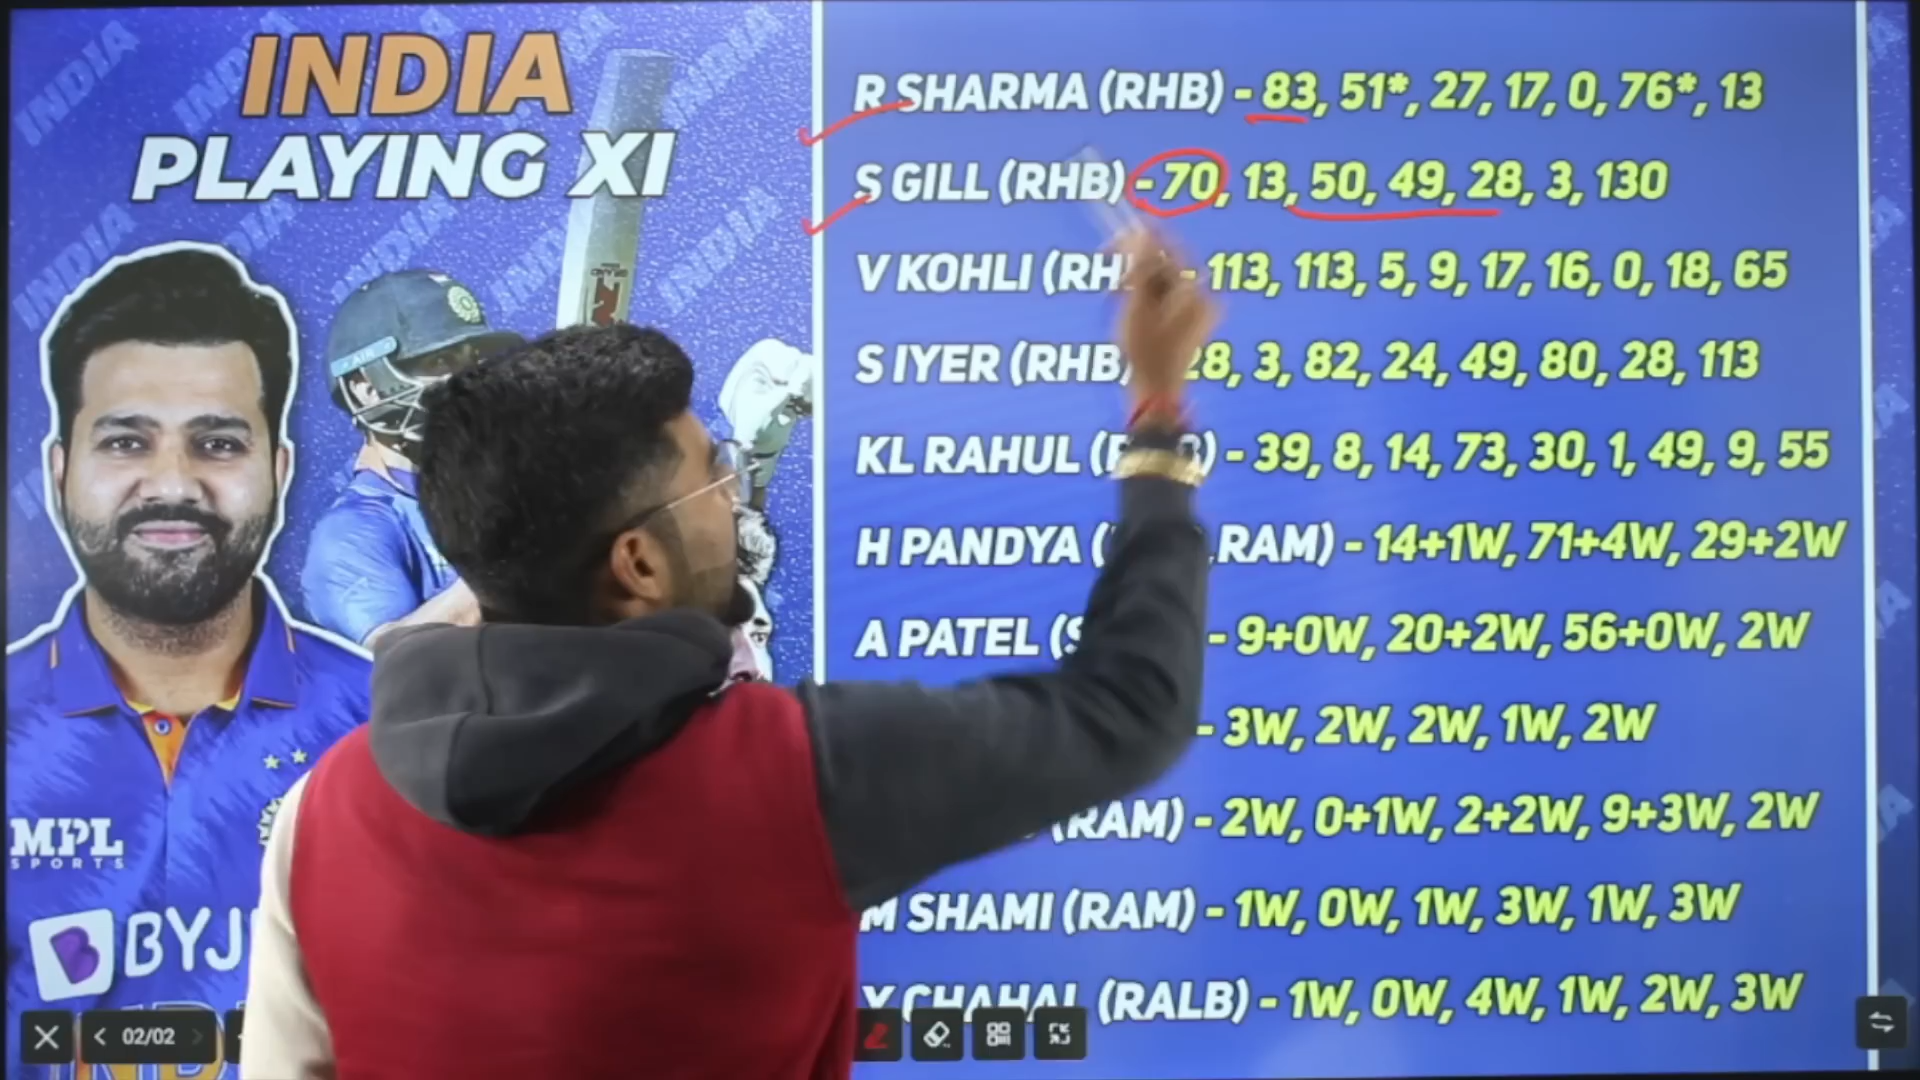 INDIA
PLAYING XI
R SHARMA (RHB) - 83, 51*, 27, 17, 0, 76*, 13
S GILL (RHB) - 70, 13, 50, 49, 28, 3, 130
V KOHLI - 113, 113, 5, 9, 17, 16, 0, 18, 65
S IYER (RHB) 28, 3, 82, 24, 49, 80, 28, 113
KL RAHUL - 39, 8, 14, 73, 30, 1, 49, 9, 55
H PANDYA RAM) - 14+1W, 71+4W, 29+2W
A PATEL - 9+0W, 20+2W, 56+0W, 2W
- 3W, 2W, 2W, 1W, 2W
(RAM) - 2W, 0+1W, 2+2W, 9+3W, 2W
M SHAMI (RAM) - 1W, 0W, 1W, 3W, 1W, 3W
Y CHAHAL (RALB) - 1W, 0W, 4W, 1W, 2W, 3W
MPL
SPORTS
02/02